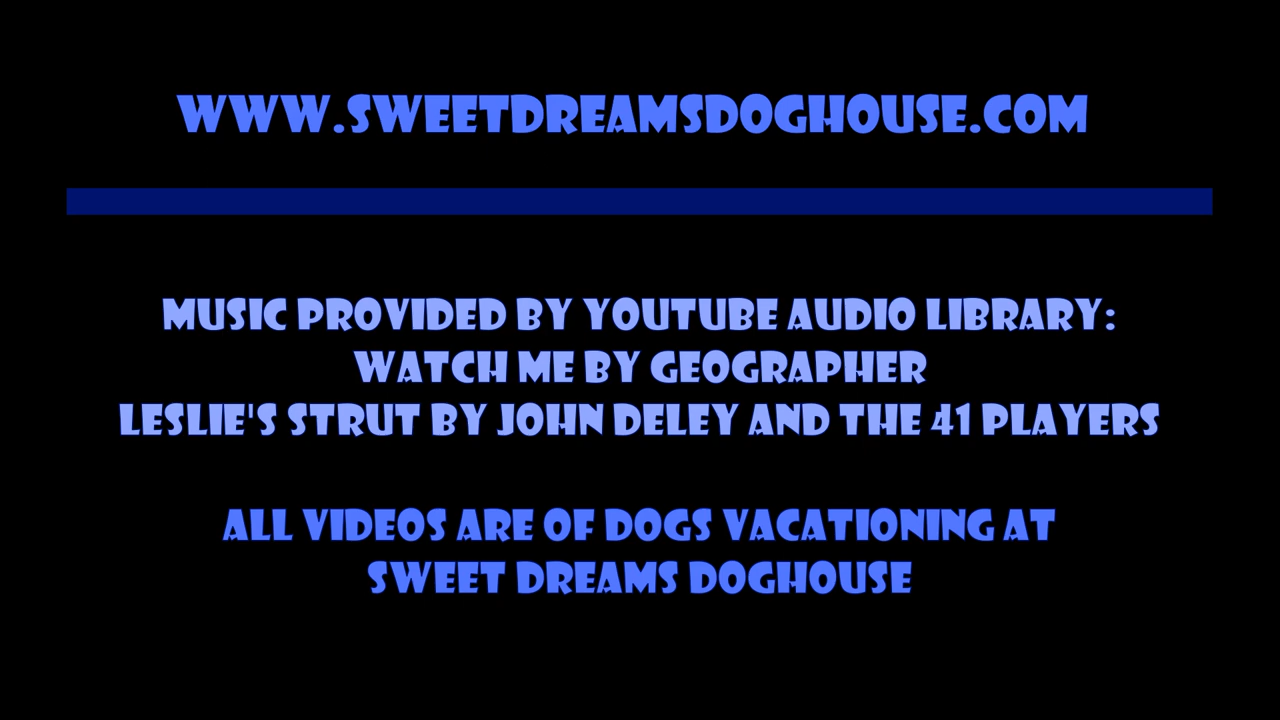 WWW.SWEETDREAMSDOGHOUSE.COM
MUSIC PROVIDED BY YOUTUBE AUDIO LIBRARY:
WATCH ME BY GEOGRAPHER
LESLIE'S STRUT BY JOHN DELEY AND THE 41 PLAYERS
ALL VIDEOS ARE OF DOGS VACATIONING AT
SWEET DREAMS DOGHOUSE